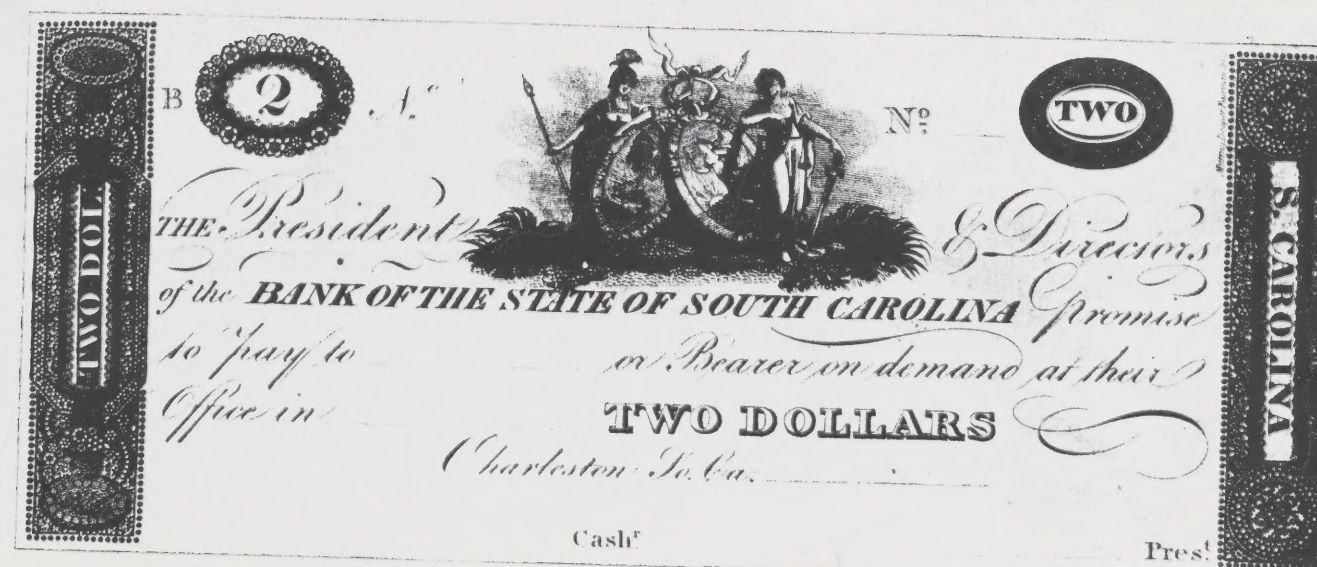 B 2 No. No. TWO
TWO DOL
THE President & Directors
of the BANK OF THE STATE OF SOUTH CAROLINA promise
to pay to or Bearer on demand at their
Office in TWO DOLLARS
Charleston So. Ca.
Cashr. Prest.
S. CAROLINA